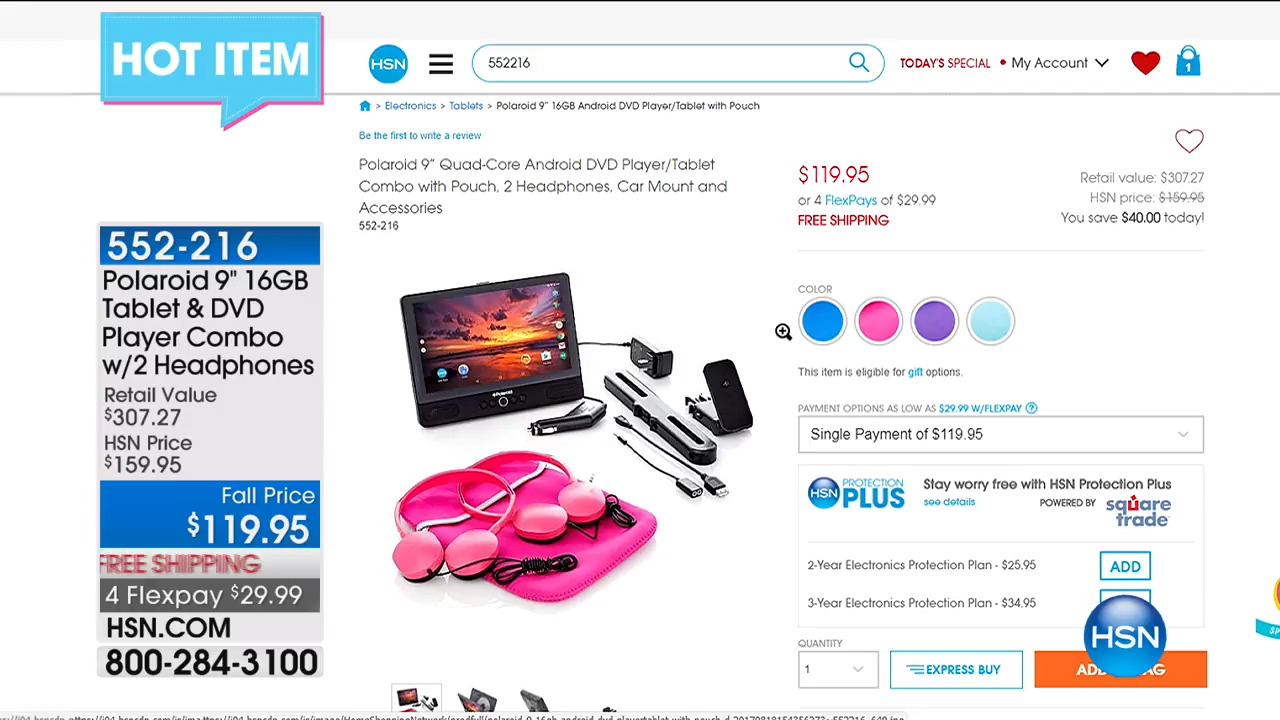 HOT ITEM
HSN
552216
TODAY'S SPECIAL
My Account
1
> Electronics > Tablets > Polaroid 9" 16GB Android DVD Player/Tablet with Pouch
Be the first to write a review
Polaroid 9” Quad-Core Android DVD Player/Tablet
Combo with Pouch, 2 Headphones, Car Mount and
Accessories
552-216
$119.95
or 4 FlexPays of $29.99
FREE SHIPPING
Retail value: $307.27
HSN price: $159.95
You save $40.00 today!
552-216
Polaroid 9" 16GB
Tablet & DVD
Player Combo
w/2 Headphones
Retail Value
$307.27
HSN Price
$159.95
Fall Price
$119.95
FREE SHIPPING
4 Flexpay $29.99
HSN.COM
800-284-3100
Polaroid
COLOR
This item is eligible for gift options.
PAYMENT OPTIONS AS LOW AS $29.99 W/FLEXPAY ?
Single Payment of $119.95
HSN PROTECTION PLUS
Stay worry free with HSN Protection Plus
see details
POWERED BY
square trade
2-Year Electronics Protection Plan - $25.95
ADD
3-Year Electronics Protection Plan - $34.95
HSN
QUANTITY
1
EXPRESS BUY